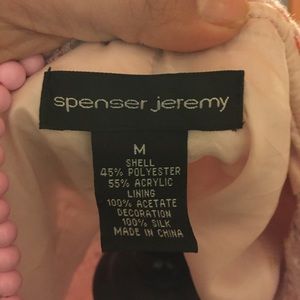 spenser jeremy
M
SHELL
45% POLYESTER
55% ACRYLIC
LINING
100% ACETATE
DECORATION
100% SILK
MADE IN CHINA